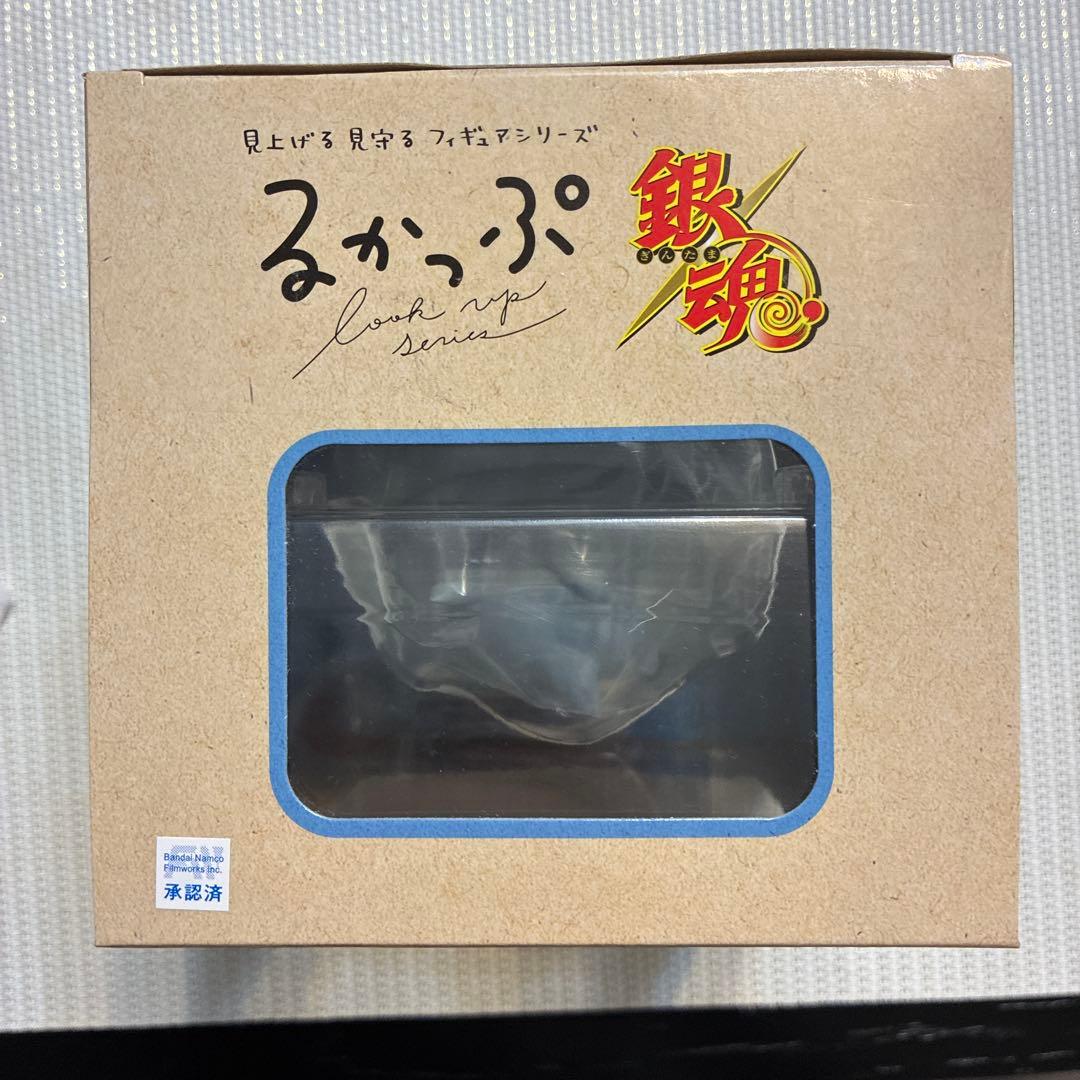 見上げる 見守る フィギュアシリーズ
るかっぷ
look up
series
銀
ぎんたま
魂
Bandai Namco
Filmworks Inc.
承認済